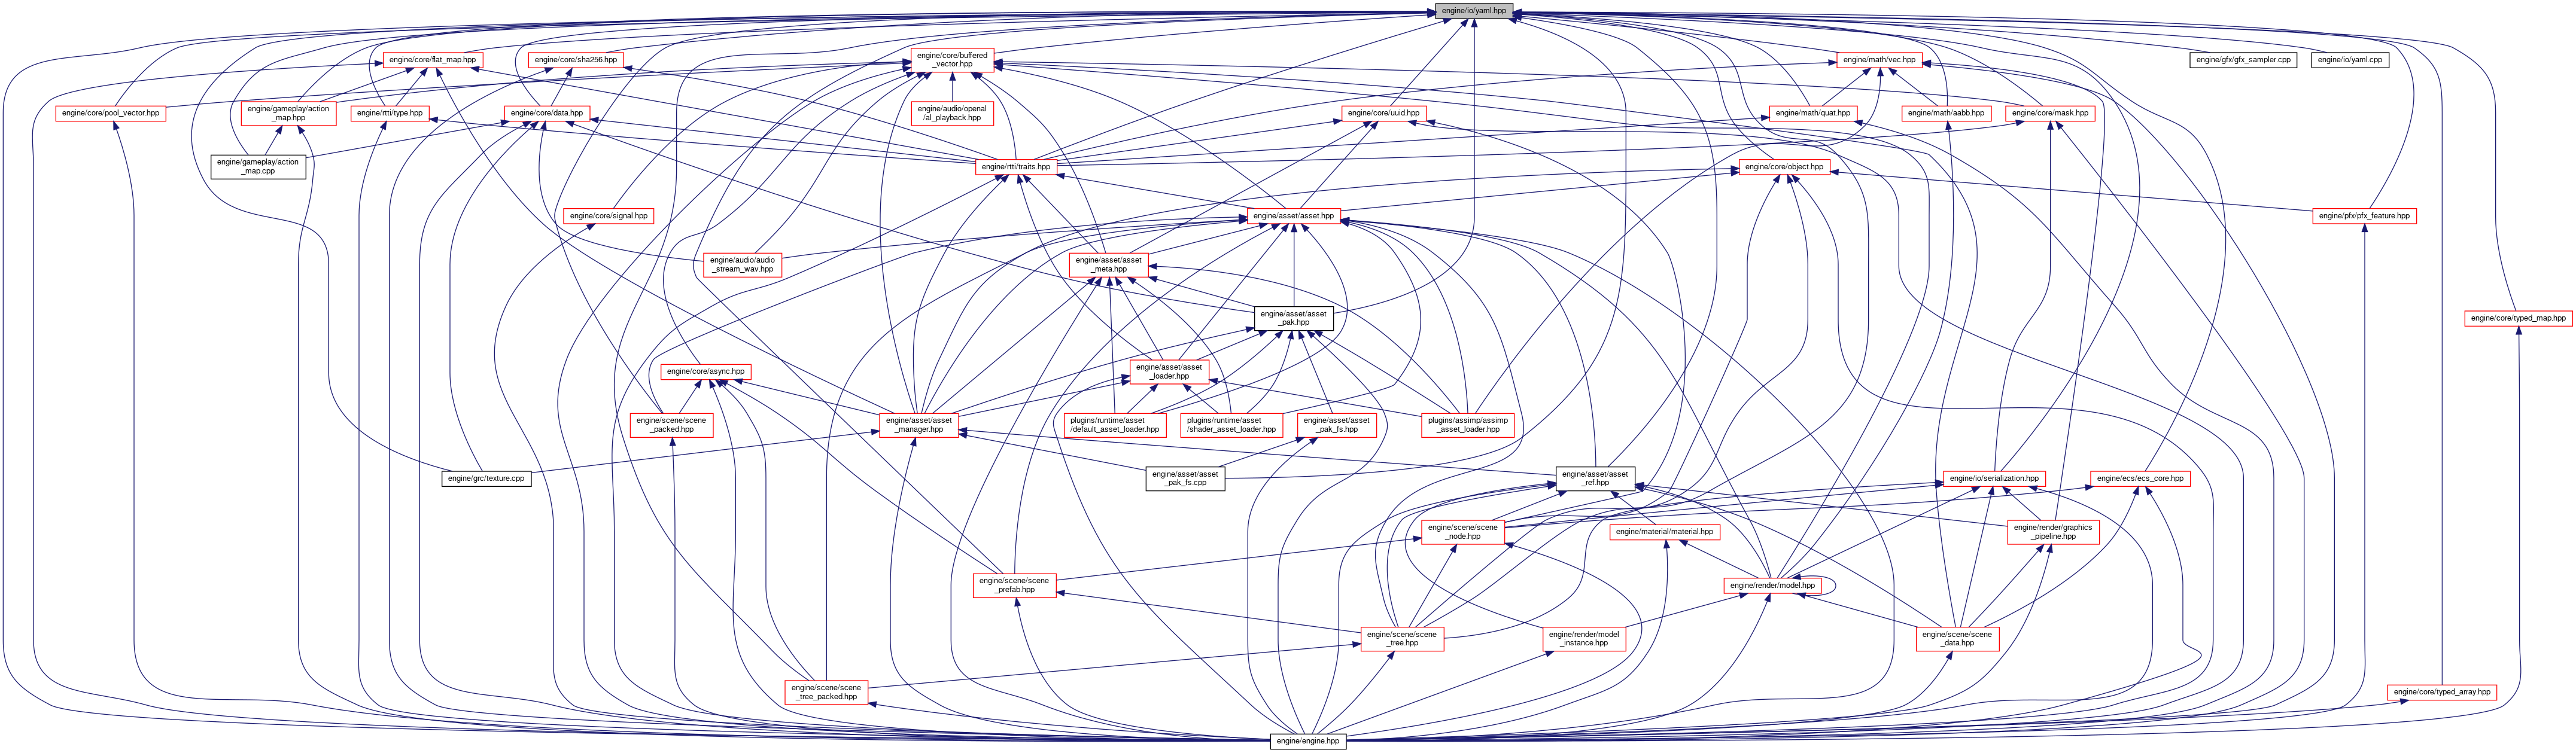 engine/io/yaml.hpp
engine/core/flat_map.hpp
engine/core/sha256.hpp
engine/core/buffered
_vector.hpp
engine/math/vec.hpp
engine/gfx/gfx_sampler.cpp
engine/io/yaml.cpp
engine/core/pool_vector.hpp
engine/gameplay/action
_map.hpp
engine/rtti/type.hpp
engine/core/data.hpp
engine/audio/openal
/al_playback.hpp
engine/core/uuid.hpp
engine/math/quat.hpp
engine/math/aabb.hpp
engine/core/mask.hpp
engine/gameplay/action
_map.cpp
engine/rtti/traits.hpp
engine/core/object.hpp
engine/core/signal.hpp
engine/asset/asset.hpp
engine/pfx/pfx_feature.hpp
engine/audio/audio
_stream_wav.hpp
engine/asset/asset
_meta.hpp
engine/asset/asset
_pak.hpp
engine/core/typed_map.hpp
engine/core/async.hpp
engine/asset/asset
_loader.hpp
engine/scene/scene
_packed.hpp
engine/asset/asset
_manager.hpp
plugins/runtime/asset
/default_asset_loader.hpp
plugins/runtime/asset
/shader_asset_loader.hpp
engine/asset/asset
_pak_fs.hpp
plugins/assimp/assimp
_asset_loader.hpp
engine/grc/texture.cpp
engine/asset/asset
_pak_fs.cpp
engine/asset/asset
_ref.hpp
engine/io/serialization.hpp
engine/ecs/ecs_core.hpp
engine/scene/scene
_node.hpp
engine/material/material.hpp
engine/render/graphics
_pipeline.hpp
engine/scene/scene
_prefab.hpp
engine/render/model.hpp
engine/scene/scene
_tree.hpp
engine/render/model
_instance.hpp
engine/scene/scene
_data.hpp
engine/scene/scene
_tree_packed.hpp
engine/core/typed_array.hpp
engine/engine.hpp